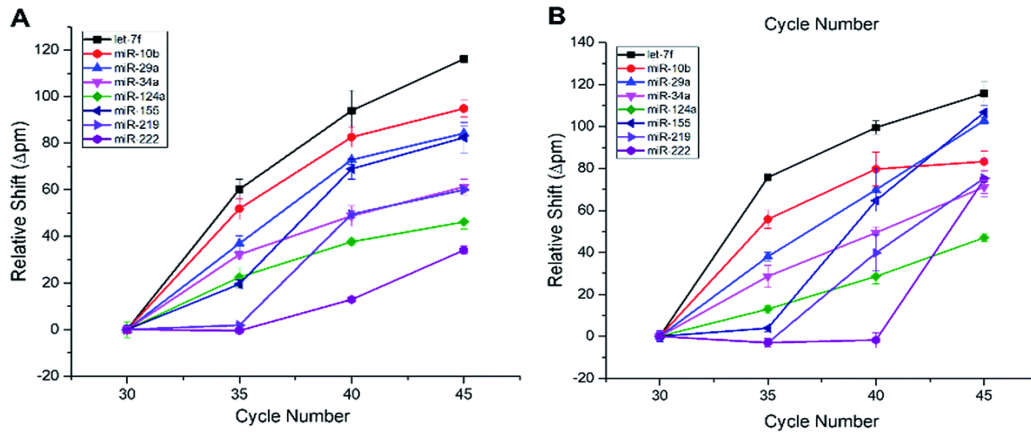 A
let-7f
miR-10b
miR-29a
miR-34a
miR-124a
miR-155
miR-219
miR-222
120
100
80
60
40
20
0
-20
30
35
40
45
Relative Shift (Δpm)
Cycle Number
B
Cycle Number
let-7f
miR-10b
miR-29a
miR-34a
miR-124a
miR-155
miR-219
miR-222
140
120
100
80
60
40
20
0
-20
30
35
40
45
Relative Shift (Δpm)
Cycle Number